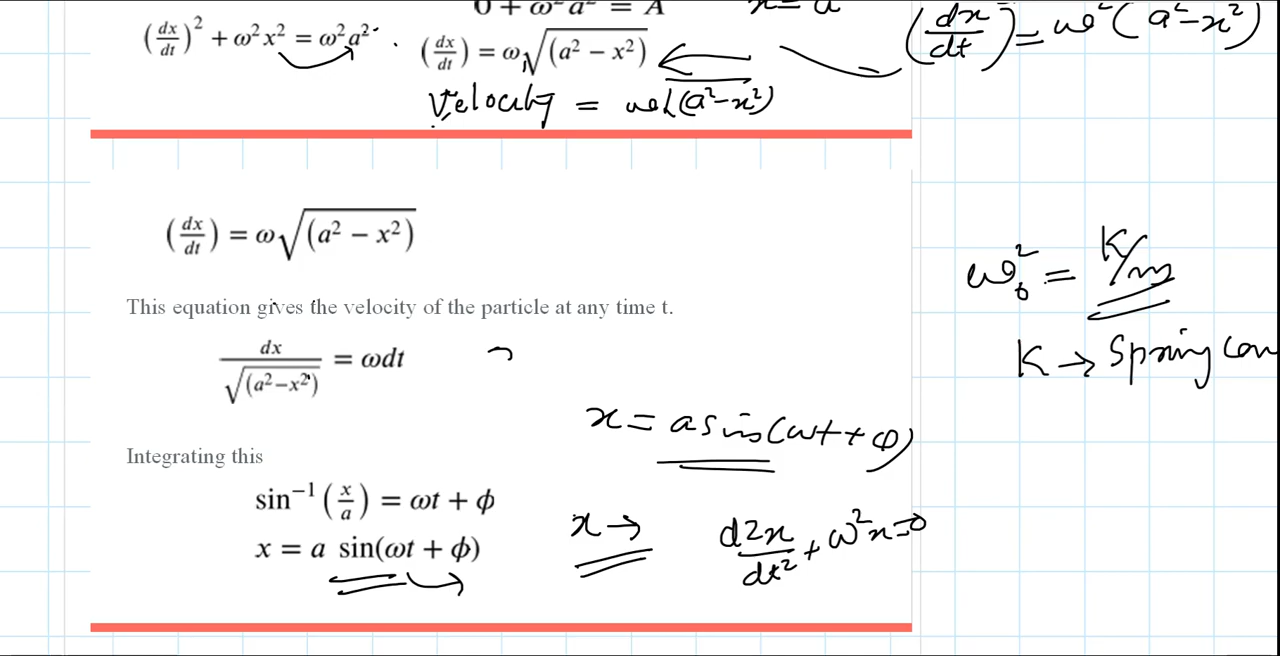 0 + ω²a² = A
x = a
(dx/dt)² + ω²x² = ω²a²
(dx/dt) = ω√(a² − x²)
(dx/dt) = ω²(a²−x²)
Velocity = ω√(a²−x²)
(dx/dt) = ω√(a² − x²)
ω₀² = K/m
This equation gives the velocity of the particle at any time t.
K → Spring con
dx/√(a²−x²) = ωdt
x = a sin(ωt + φ)
Integrating this
sin⁻¹(x/a) = ωt + ϕ
x → d2x/dt² + ω²x=0
x = a sin(ωt + ϕ)